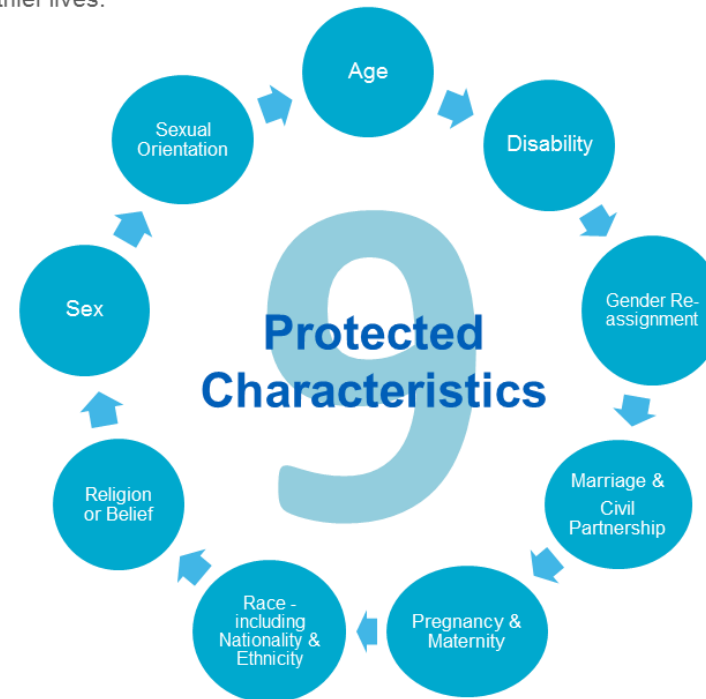 Age
Disability
Gender Re-
assignment
Marriage &
Civil
Partnership
Pregnancy &
Maternity
Race -
including
Nationality &
Ethnicity
Religion
or Belief
Sex
Sexual
Orientation
9
Protected
Characteristics
lives.